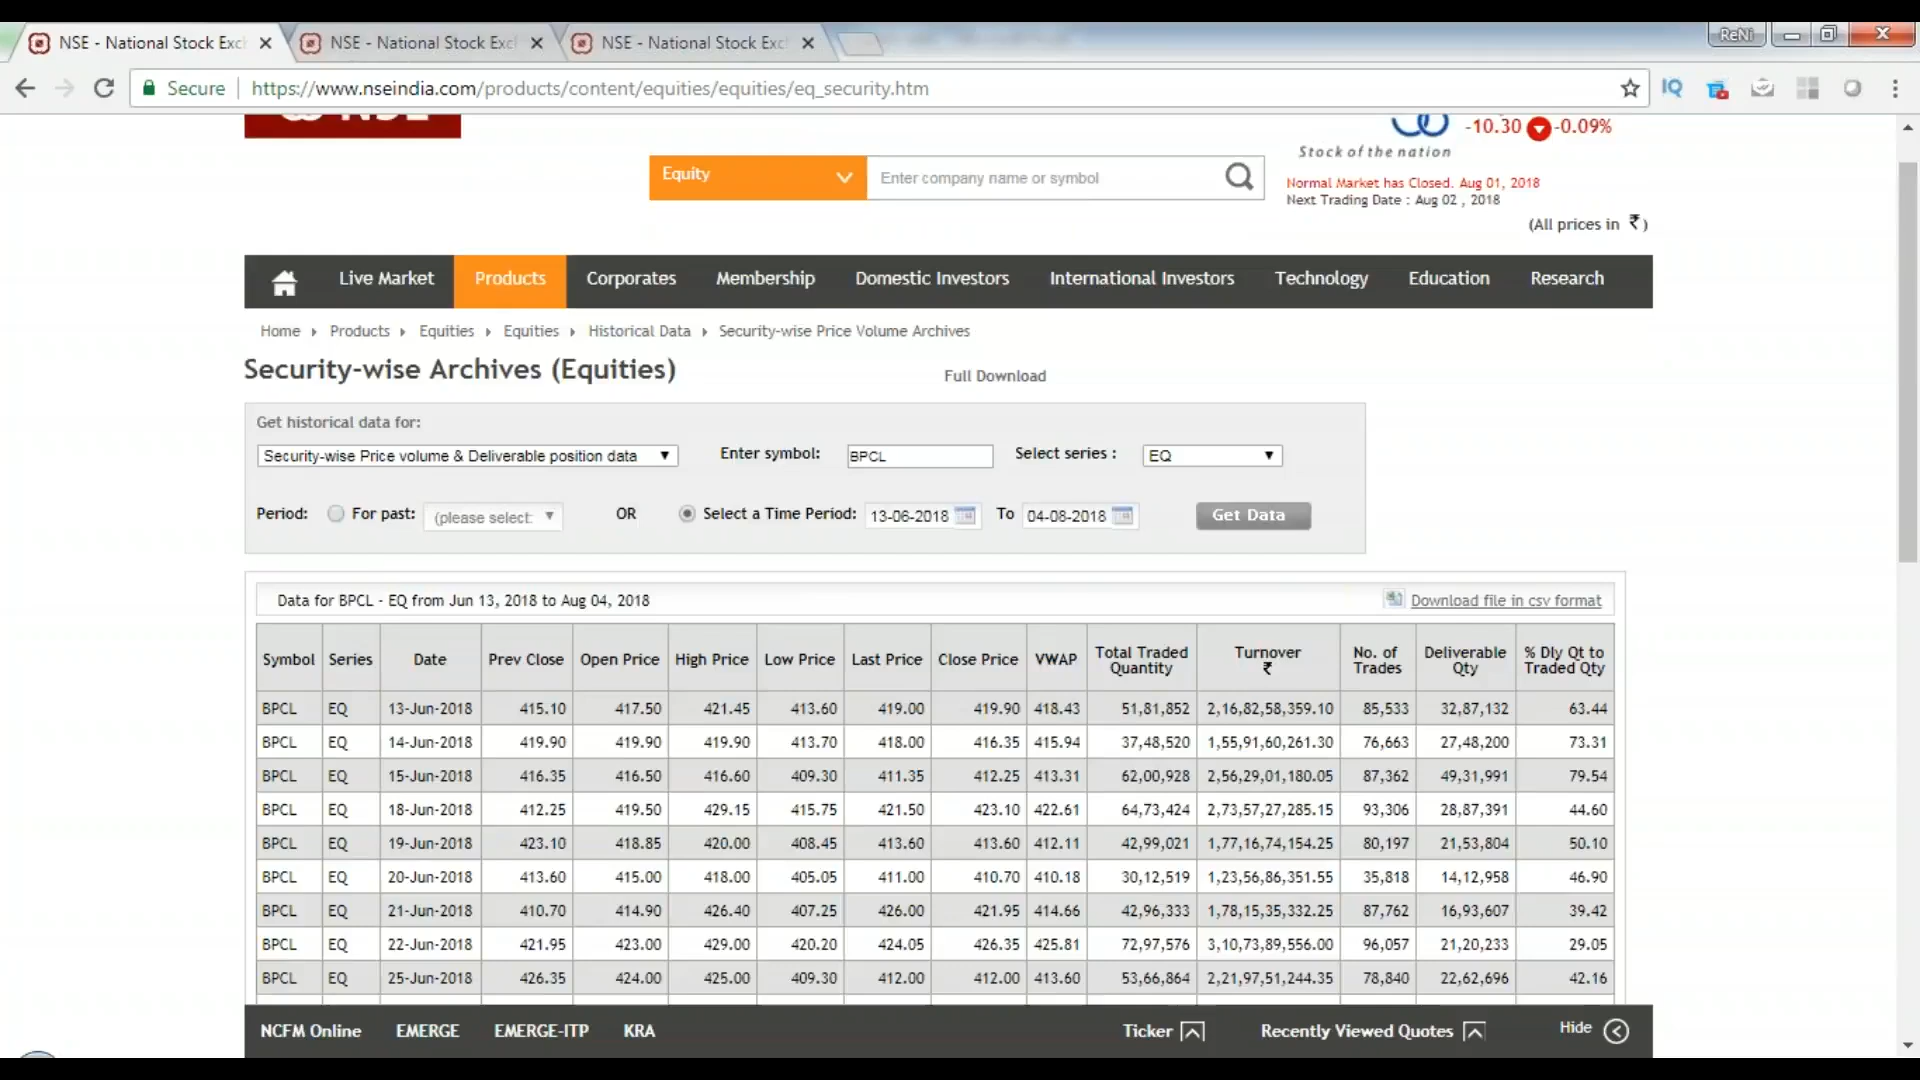 NSE - National Stock Exc
NSE - National Stock Exc
NSE - National Stock Exc
ReNi
Secure
https://www.nseindia.com/products/content/equities/equities/eq_security.htm
IQ
NSE
-10.30 -0.09%
Stock of the nation
Equity
Enter company name or symbol
Normal Market has Closed. Aug 01, 2018
Next Trading Date : Aug 02 , 2018
(All prices in ₹ )
Live Market Products Corporates Membership Domestic Investors International Investors Technology Education Research
Home Products Equities Equities Historical Data Security-wise Price Volume Archives
Security-wise Archives (Equities)
Full Download
Get historical data for:
Security-wise Price volume & Deliverable position data Enter symbol: BPCL Select series : EQ
Period: For past: (please select: OR Select a Time Period: 13-06-2018 To 04-08-2018 Get Data
Data for BPCL - EQ from Jun 13, 2018 to Aug 04, 2018 Download file in csv format
Symbol Series Date Prev Close Open Price High Price Low Price Last Price Close Price VWAP Total Traded Quantity Turnover ₹ No. of Trades Deliverable Qty % Dly Qt to Traded Qty
BPCL EQ 13-Jun-2018 415.10 417.50 421.45 413.60 419.00 419.90 418.43 51,81,852 2,16,82,58,359.10 85,533 32,87,132 63.44
BPCL EQ 14-Jun-2018 419.90 419.90 419.90 413.70 418.00 416.35 415.94 37,48,520 1,55,91,60,261.30 76,663 27,48,200 73.31
BPCL EQ 15-Jun-2018 416.35 416.50 416.60 409.30 411.35 412.25 413.31 62,00,928 2,56,29,01,180.05 87,362 49,31,991 79.54
BPCL EQ 18-Jun-2018 412.25 419.50 429.15 415.75 421.50 423.10 422.61 64,73,424 2,73,57,27,285.15 93,306 28,87,391 44.60
BPCL EQ 19-Jun-2018 423.10 418.85 420.00 408.45 413.60 413.60 412.11 42,99,021 1,77,16,74,154.25 80,197 21,53,804 50.10
BPCL EQ 20-Jun-2018 413.60 415.00 418.00 405.05 411.00 410.70 410.18 30,12,519 1,23,56,86,351.55 35,818 14,12,958 46.90
BPCL EQ 21-Jun-2018 410.70 414.90 426.40 407.25 426.00 421.95 414.66 42,96,333 1,78,15,35,332.25 87,762 16,93,607 39.42
BPCL EQ 22-Jun-2018 421.95 423.00 429.00 420.20 424.05 426.35 425.81 72,97,576 3,10,73,89,556.00 96,057 21,20,233 29.05
BPCL EQ 25-Jun-2018 426.35 424.00 425.00 409.30 412.00 412.00 413.60 53,66,864 2,21,97,51,244.35 78,840 22,62,696 42.16
NCFM Online EMERGE EMERGE-ITP KRA Ticker Recently Viewed Quotes Hide